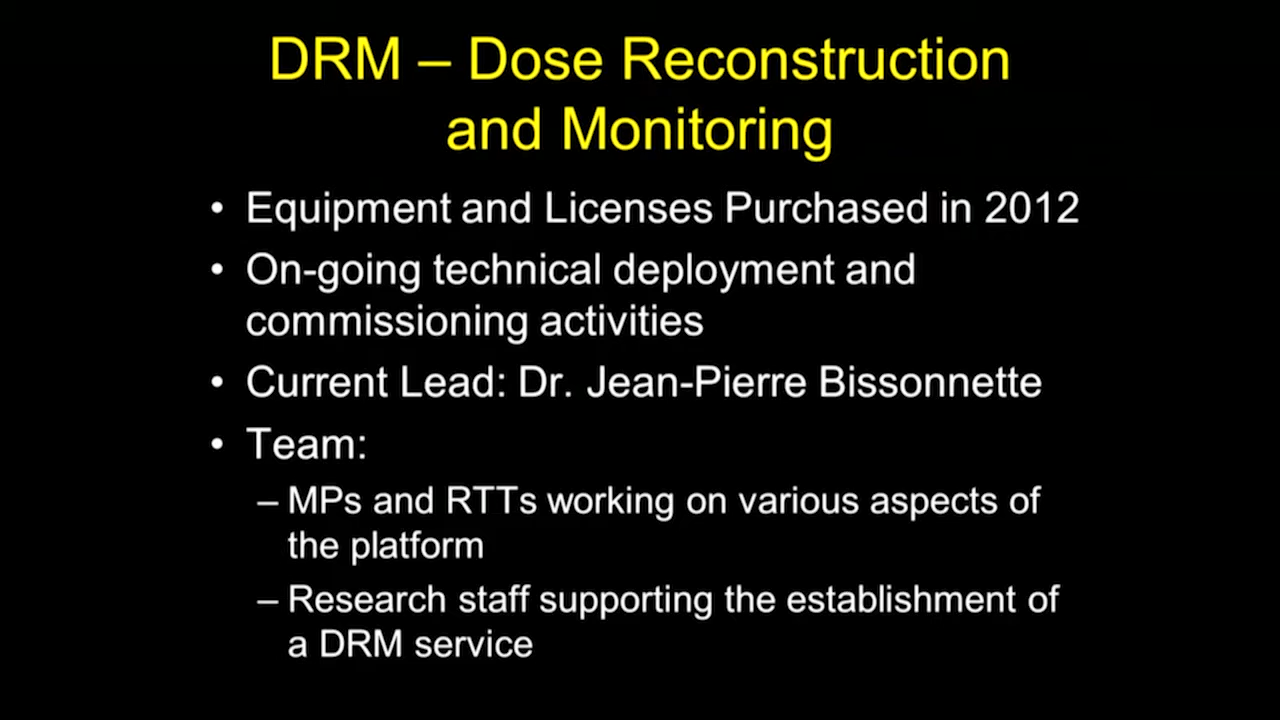 DRM – Dose Reconstruction
and Monitoring
• Equipment and Licenses Purchased in 2012
• On-going technical deployment and
commissioning activities
• Current Lead: Dr. Jean-Pierre Bissonnette
• Team:
– MPs and RTTs working on various aspects of
the platform
– Research staff supporting the establishment of
a DRM service